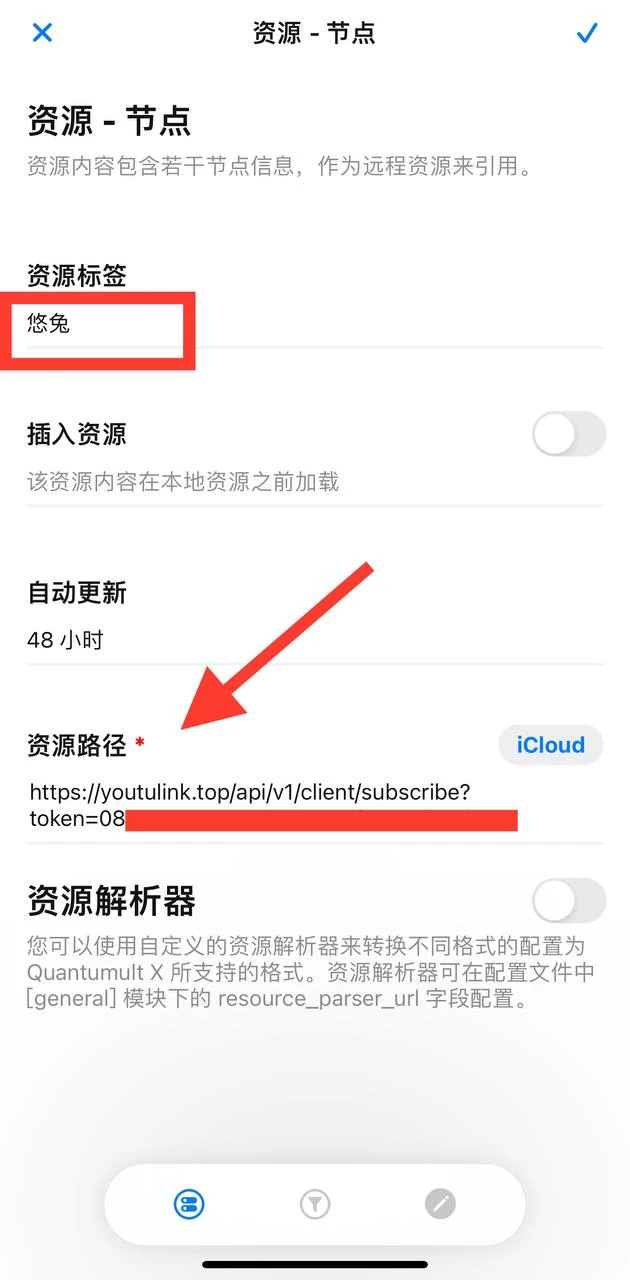 资源 - 节点
资源 - 节点
资源内容包含若干节点信息，作为远程资源来引用。
资源标签
悠兔
插入资源
该资源内容在本地资源之前加载
自动更新
48 小时
资源路径 *
iCloud
https://youtulink.top/api/v1/client/subscribe?
token=08
资源解析器
您可以使用自定义的资源解析器来转换不同格式的配置为
Quantumult X 所支持的格式。资源解析器可在配置文件中
[general] 模块下的 resource_parser_url 字段配置。